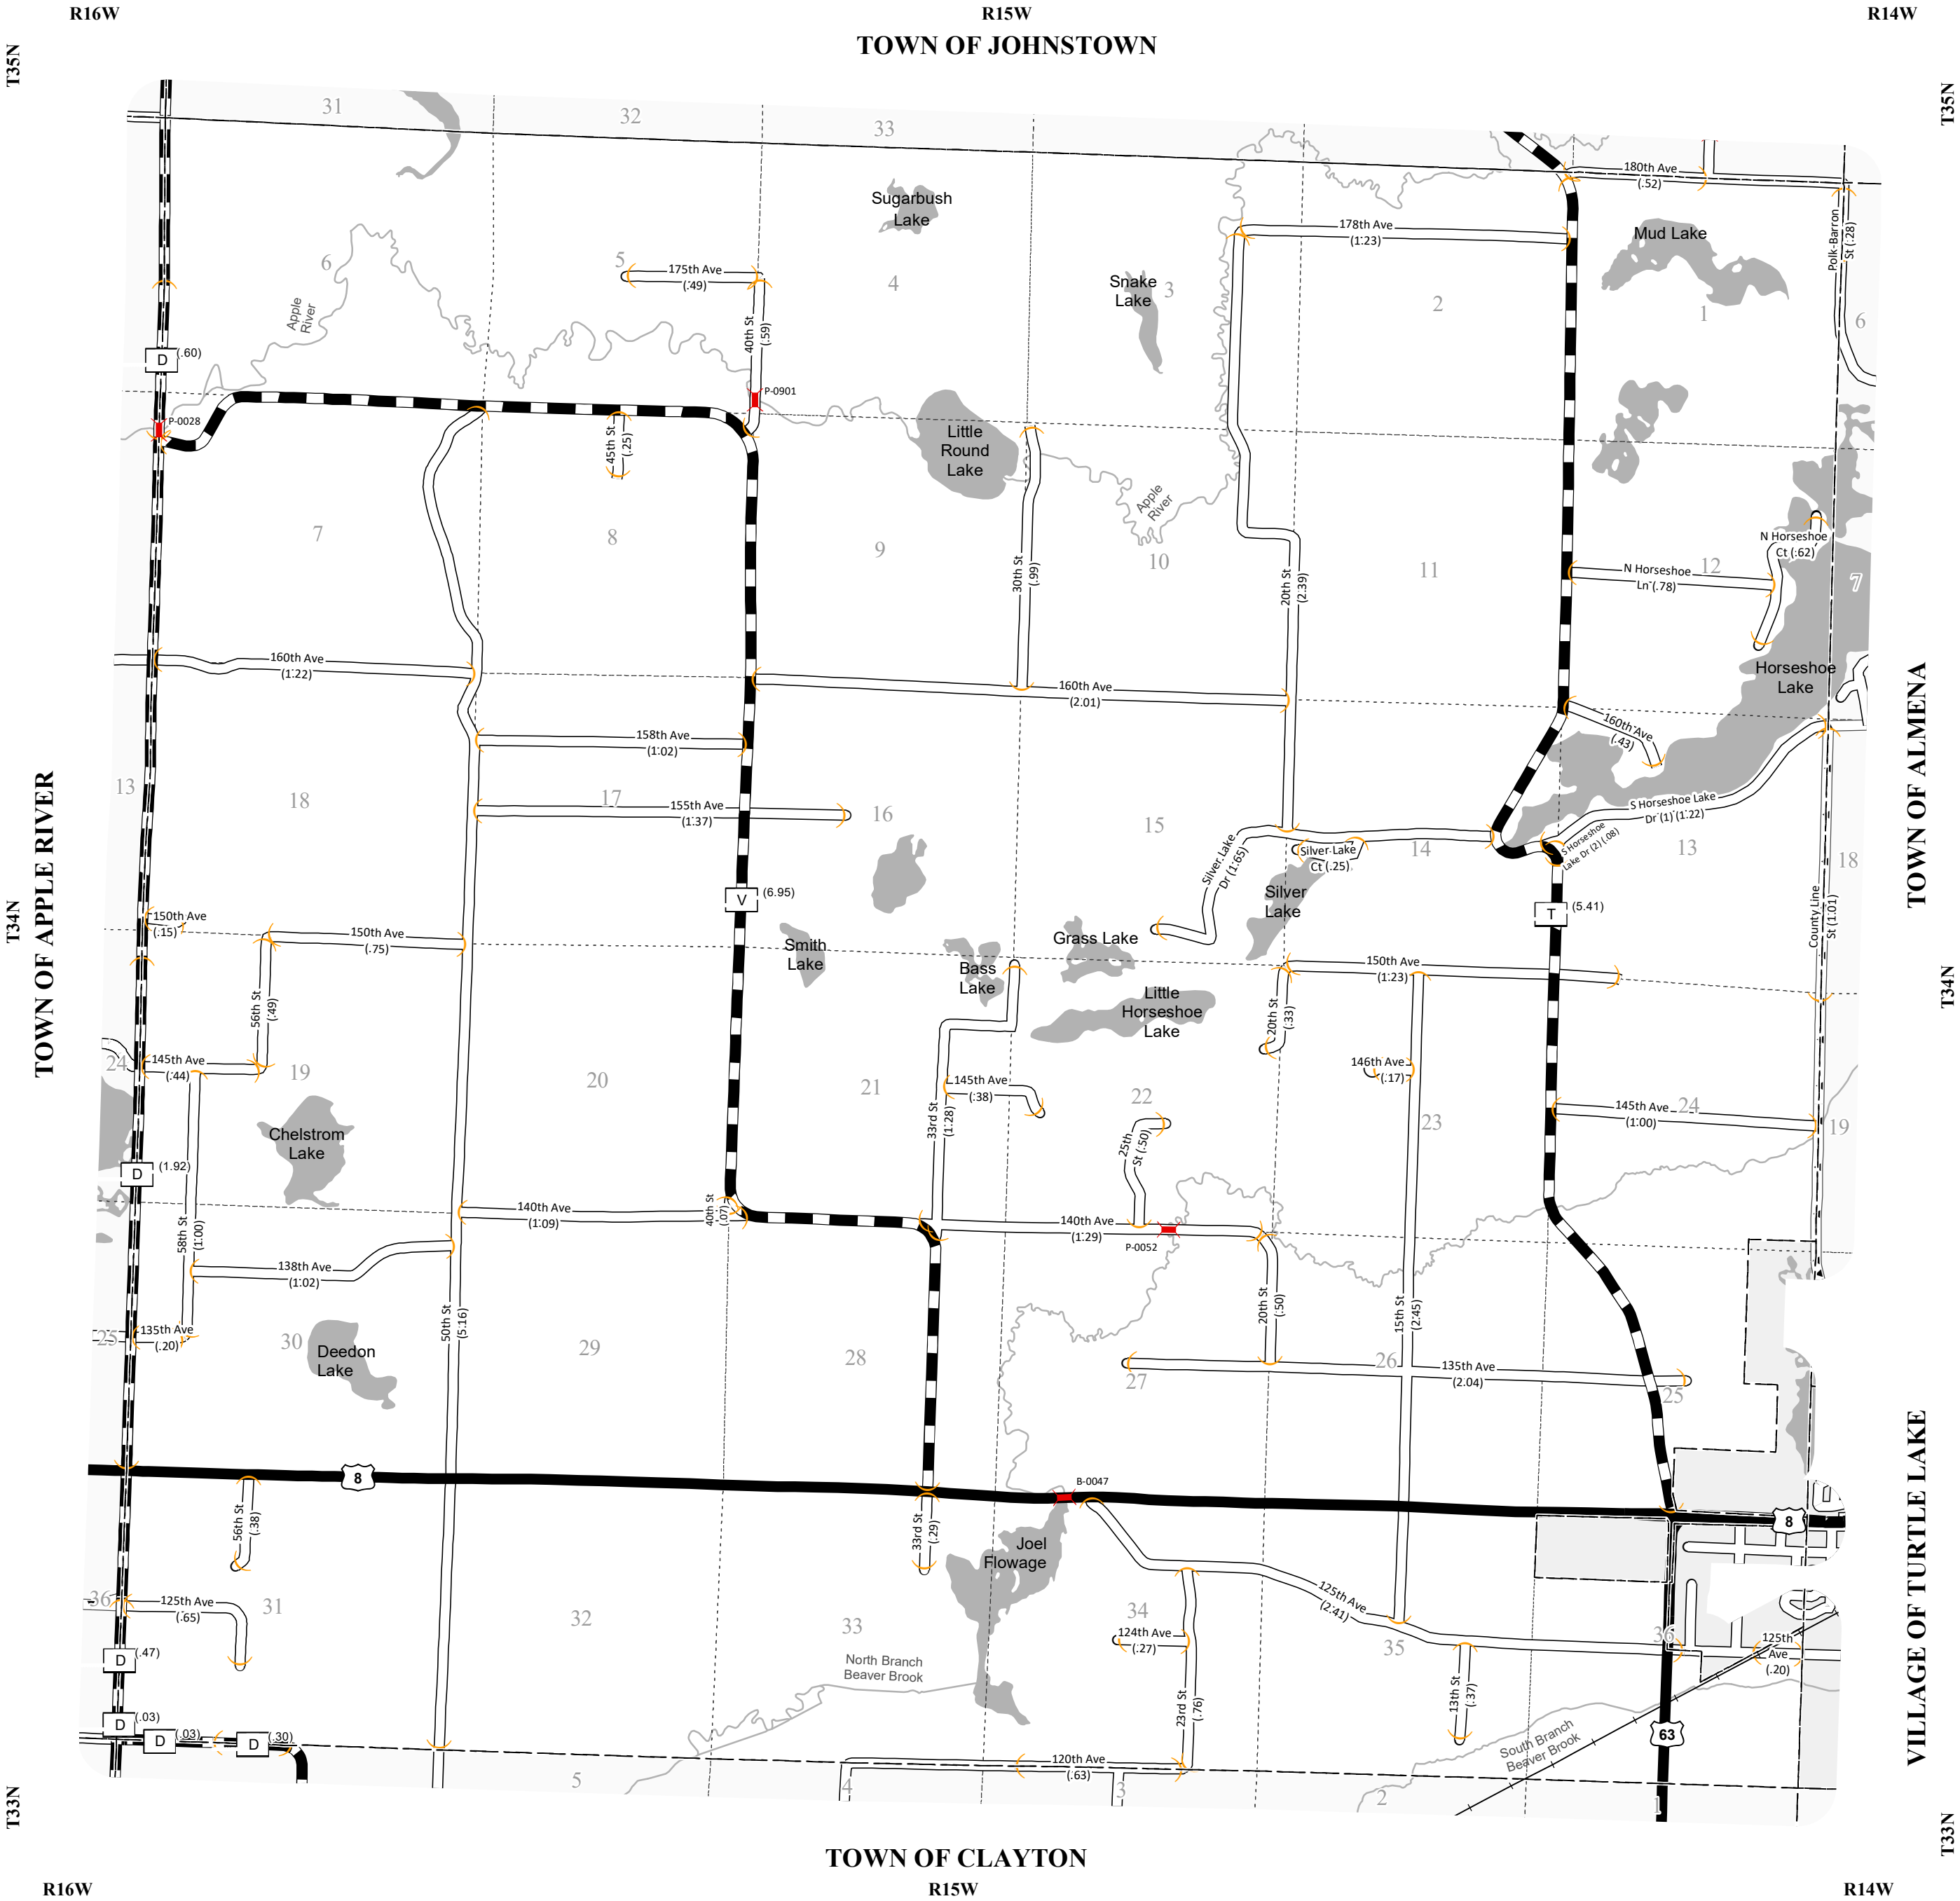 R16W
R15W
R14W
TOWN OF JOHNSTOWN
T35N
T35N
31
32
33
180th Ave
(.52)
Sugarbush
Lake
178th Ave
(1.23)
Mud Lake
Polk-Barron
St (.28)
6
5
175th Ave
(.49)
4
Snake
Lake
3
2
1
6
Apple
River
40th St
(.59)
D
(.60)
P-0901
P-0028
45th St
(.25)
Little
Round
Lake
Apple
River
7
8
9
10
11
12
7
30th St
(.99)
20th St
(2.39)
N Horseshoe
Ct (.62)
N Horseshoe
Ln (.78)
160th Ave
(1.22)
160th Ave
(2.01)
Horseshoe
Lake
160th Ave
(.43)
158th Ave
(1.02)
TOWN OF APPLE RIVER
TOWN OF ALMENA
13
18
17
155th Ave
(1.37)
16
15
14
13
18
S Horseshoe Lake
Dr (1) (1.22)
S Horseshoe
Lake Dr (2) (.08)
Silver Lake
Dr (1.65)
Silver Lake
Ct (.25)
Silver
Lake
V
(6.95)
T
(5.41)
County Line
St (1.01)
T34N
T34N
150th Ave
(.15)
150th Ave
(.75)
Smith
Lake
Bass
Lake
Grass Lake
150th Ave
(1.23)
56th St
(.49)
Little
Horseshoe
Lake
20th St
(.33)
24
145th Ave
(.44)
19
20
21
145th Ave
(.38)
22
146th Ave
(.17)
23
24
145th Ave
(1.00)
19
33rd St
(1.28)
25th
St (.50)
Chelstrom
Lake
D
(1.92)
58th St
(1.00)
140th Ave
(1.09)
40th St
(.07)
140th Ave
(1.29)
P-0052
138th Ave
(1.02)
50th St
(5.16)
20th St
(.50)
15th St
(2.45)
25
135th Ave
(.20)
30
Deedon
Lake
29
28
27
26
135th Ave
(2.04)
25
VILLAGE OF TURTLE LAKE
8
B-0047
8
56th St
(.38)
33rd St
(.29)
Joel
Flowage
125th Ave
(2.41)
36
125th Ave
(.65)
31
32
33
34
124th Ave
(.27)
35
36
125th
Ave
(.20)
D
(.47)
North Branch
Beaver Brook
23rd St
(.76)
13th St
(.37)
South Branch
Beaver Brook
63
D
(.03)
D
(.03)
D
(.30)
120th Ave
(.63)
5
4
3
2
1
T33N
T33N
TOWN OF CLAYTON
R16W
R15W
R14W